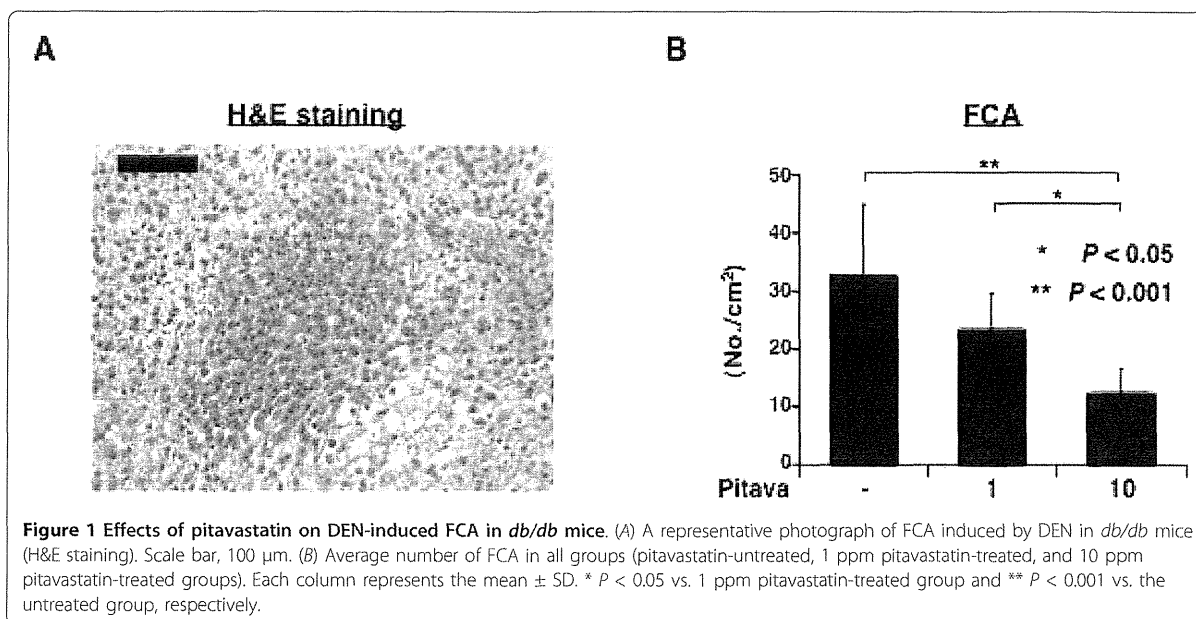 A
B
H&E staining
FCA
**
*
50
40
30
20
10
0
(No./cm²)
* P < 0.05
** P < 0.001
Pitava - 1 10
Figure 1 Effects of pitavastatin on DEN-induced FCA in db/db mice. (A) A representative photograph of FCA induced by DEN in db/db mice
(H&E staining). Scale bar, 100 μm. (B) Average number of FCA in all groups (pitavastatin-untreated, 1 ppm pitavastatin-treated, and 10 ppm
pitavastatin-treated groups). Each column represents the mean ± SD. * P < 0.05 vs. 1 ppm pitavastatin-treated group and ** P < 0.001 vs. the
untreated group, respectively.